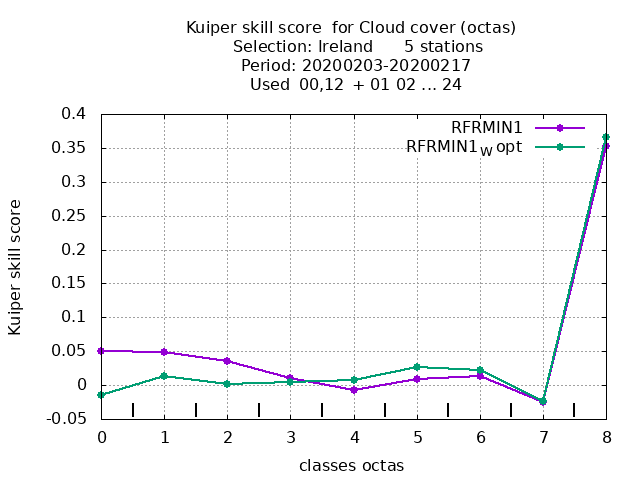 Kuiper skill score  for Cloud cover (octas)
Selection: Ireland      5 stations
Period: 20200203-20200217
Used  00,12  + 01 02 ... 24
RFRMIN1
RFRMIN1W opt
0.4
0.35
0.3
0.25
0.2
0.15
0.1
0.05
0
-0.05
Kuiper skill score
0 1 2 3 4 5 6 7 8
classes octas